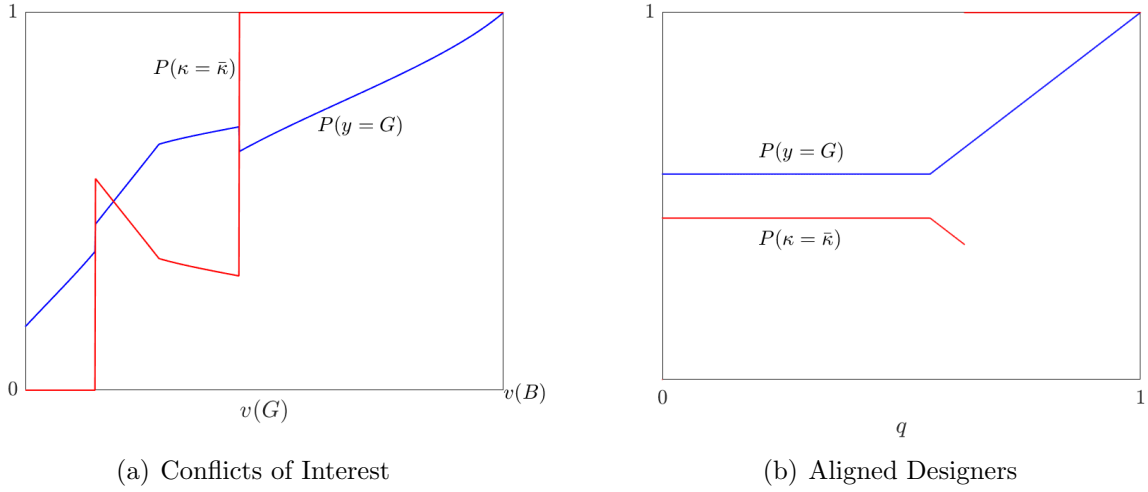 1
P(κ = κ̄)
P(y = G)
0
v(B)
v(G)
(a) Conflicts of Interest
1
P(y = G)
P(κ = κ̄)
0
1
q
(b) Aligned Designers